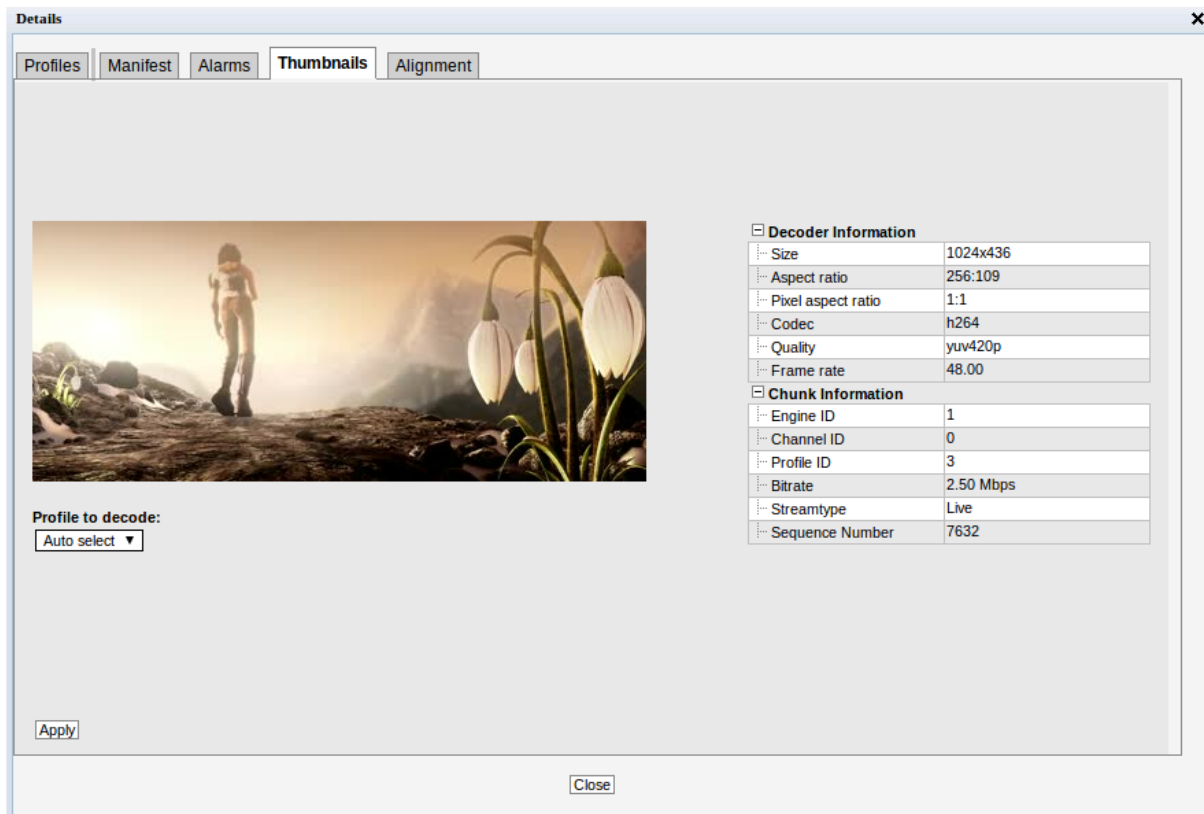 Details
Profiles Manifest Alarms Thumbnails Alignment
Decoder Information
Size 1024x436
Aspect ratio 256:109
Pixel aspect ratio 1:1
Codec h264
Quality yuv420p
Frame rate 48.00
Chunk Information
Engine ID 1
Channel ID 0
Profile ID 3
Bitrate 2.50 Mbps
Streamtype Live
Sequence Number 7632
Profile to decode:
Auto select
Apply
Close